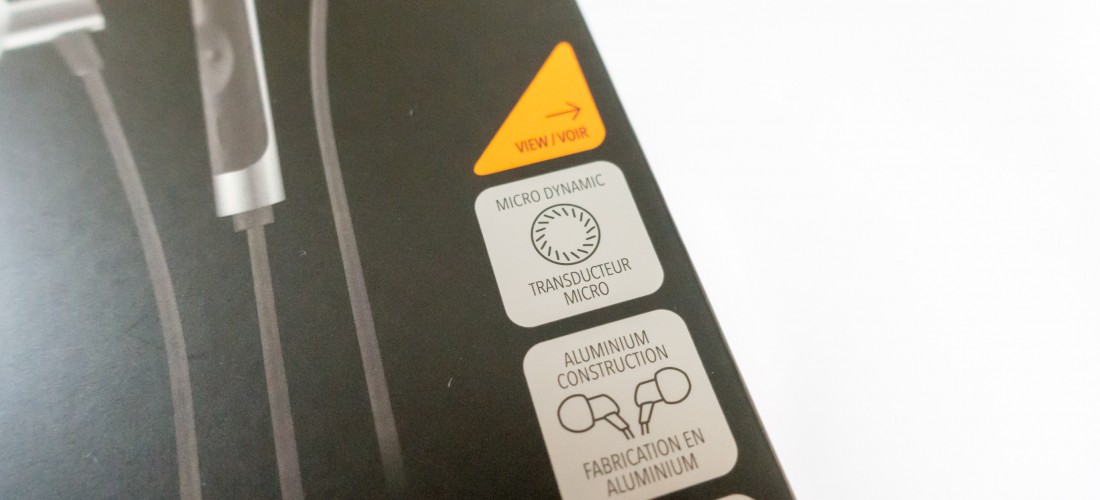 VIEW / VOIR
MICRO DYNAMIC
TRANSDUCTEUR
MICRO
ALUMINIUM
CONSTRUCTION
FABRICATION EN
ALUMINIUM